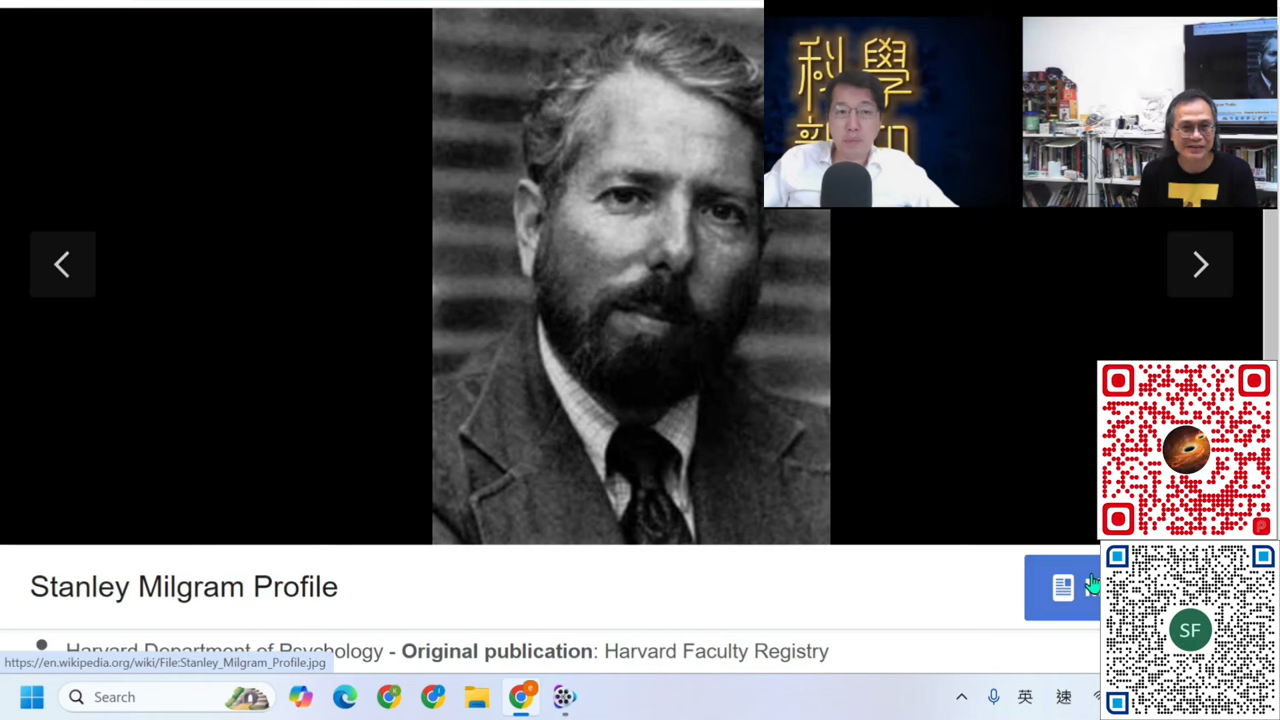 科學
Stanley Milgram Profile
Harvard Department of Psychology - Original publication: Harvard Faculty Registry
https://en.wikipedia.org/wiki/File:Stanley_Milgram_Profile.jpg
SF
Search
英
速